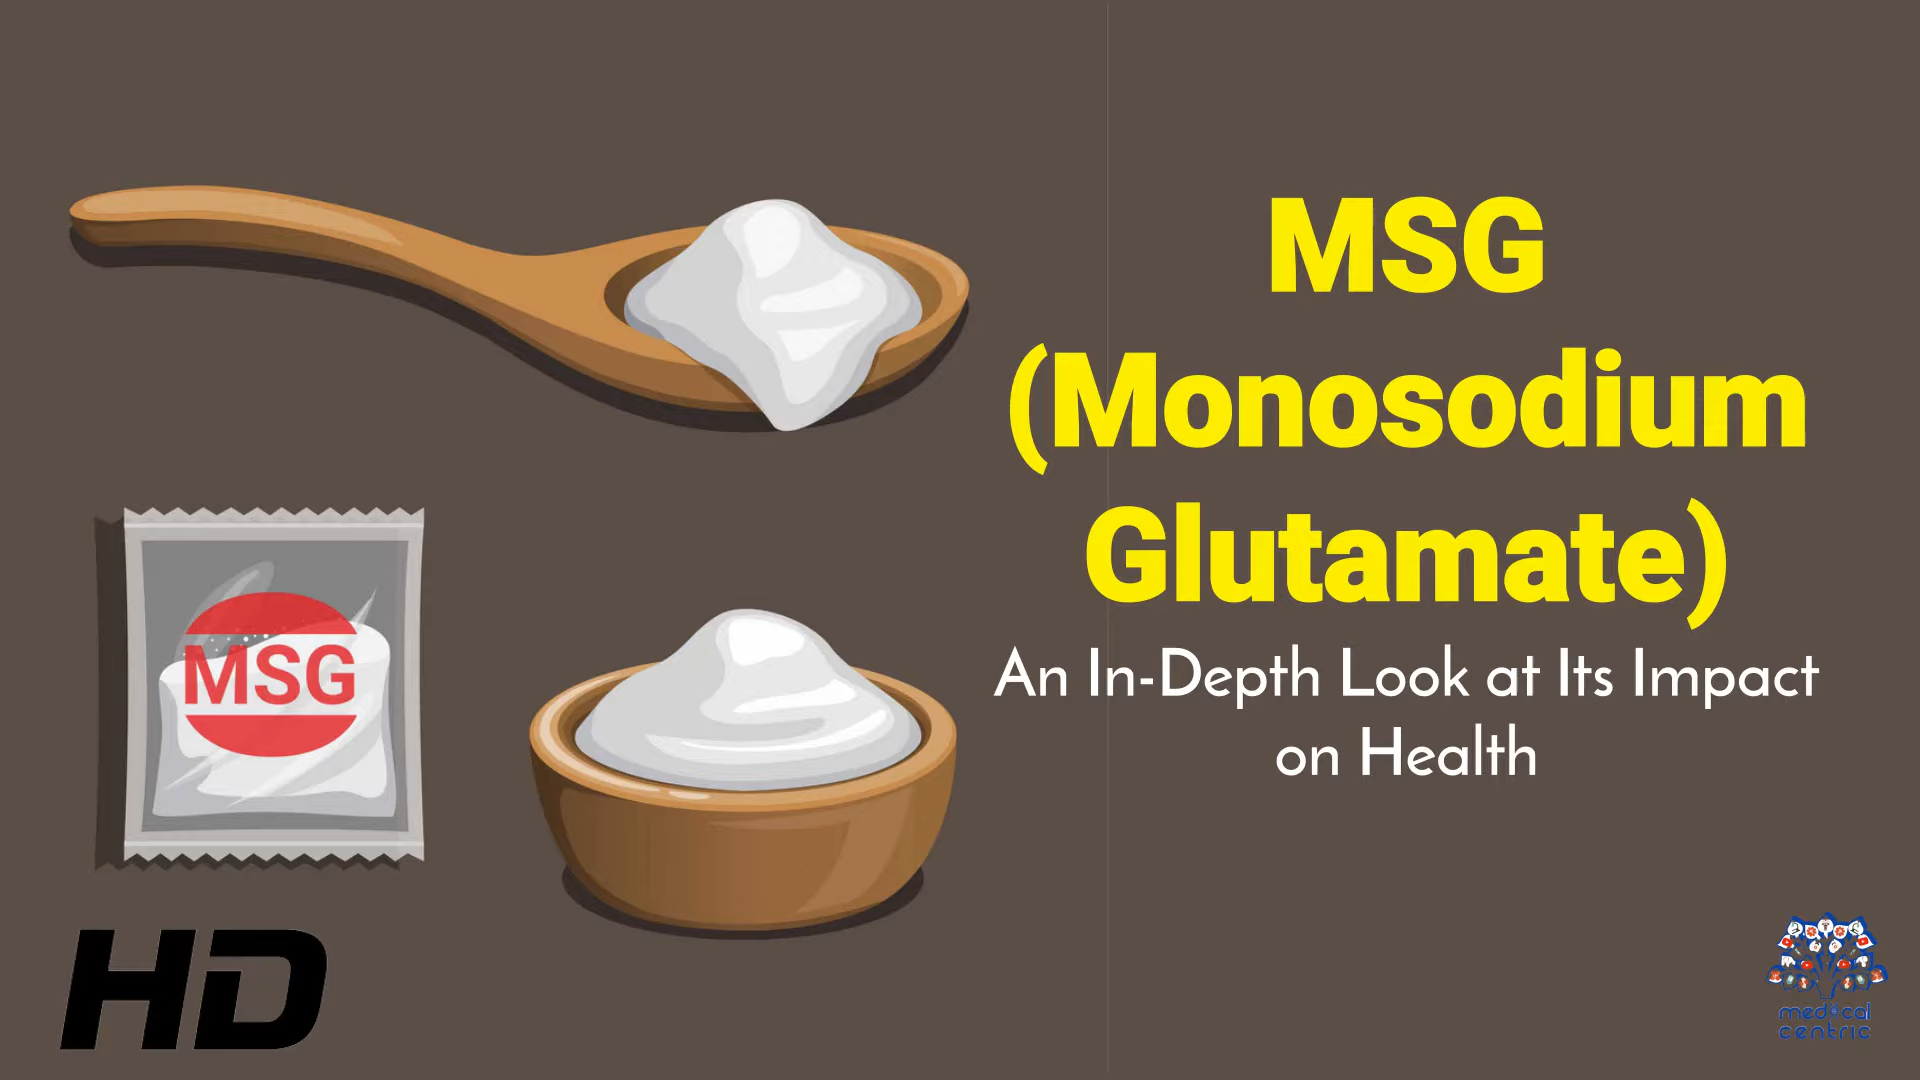 MSG
(Monosodium
Glutamate)
An In-Depth Look at Its Impact
on Health
MSG
HD
medical
centric